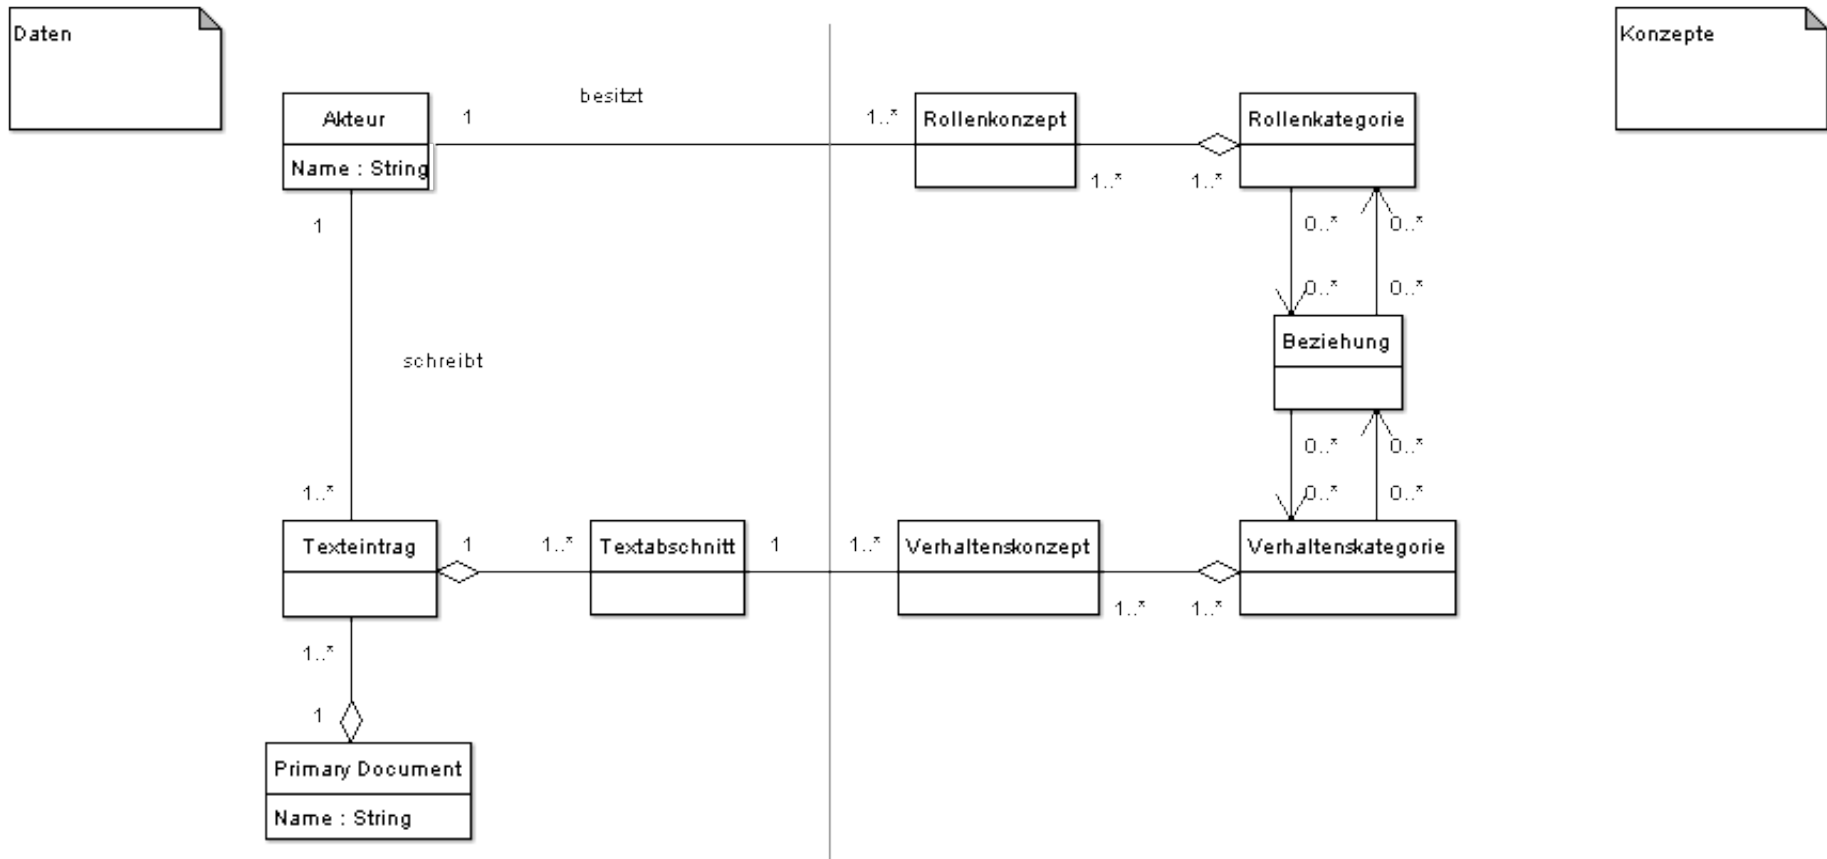 Daten
Konzepte
besitzt
Akteur
1
1..*
Rollenkonzept
Rollenkategorie
Name : String
1..*
1..*
1
0..*
0..*
0..*
0..*
Beziehung
schreibt
0..*
0..*
1..*
0..*
0..*
Texteintrag
1
1..*
Textabschnitt
1
1..*
Verhaltenskonzept
Verhaltenskategorie
1..*
1..*
1..*
1
Primary Document
Name : String